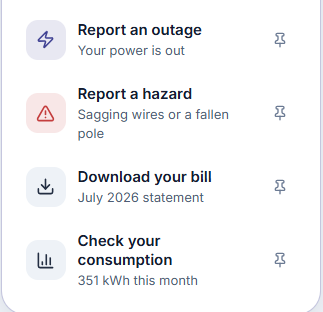 Report an outage
Your power is out
Report a hazard
Sagging wires or a fallen
pole
Download your bill
July 2026 statement
Check your
consumption
351 kWh this month